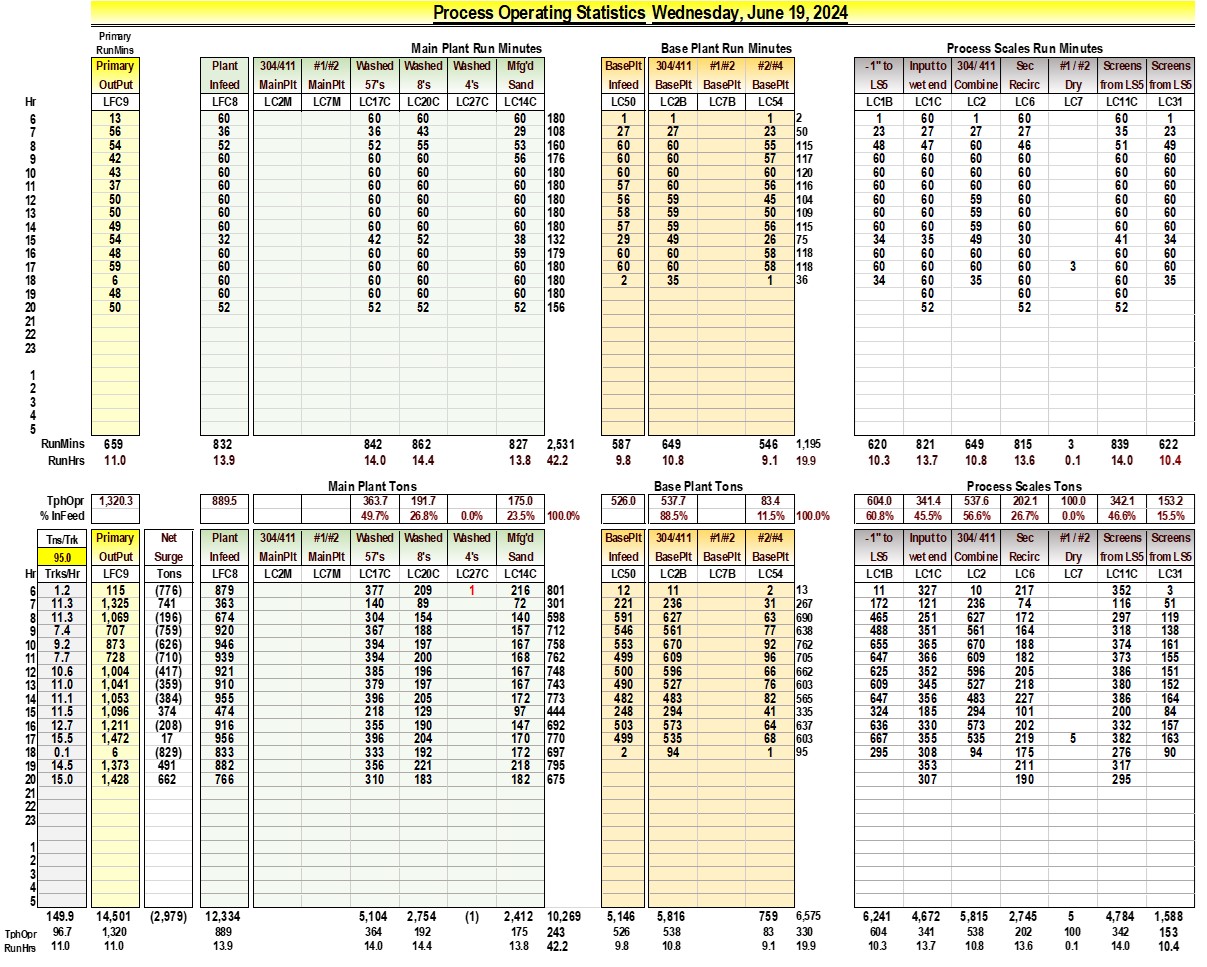 Process Operating Statistics Wednesday, June 19, 2024
Primary
RunMins Main Plant Run Minutes Base Plant Run Minutes Process Scales Run Minutes
Primary Plant 304/411 #1/#2 Washed Washed Washed Mfg'd BasePlt 304/411 #1/#2 #2/#4 -1" to Input to 304/ 411 Sec #1 / #2 Screens Screens
OutPut Infeed MainPlt MainPlt 57's 8's 4's Sand Infeed BasePlt BasePlt BasePlt LS5 wet end Combine Recirc Dry from LS5 from LS5
Hr LFC9 LFC8 LC2M LC7M LC17C LC20C LC27C LC14C LC50 LC2B LC7B LC54 LC1B LC1C LC2 LC6 LC7 LC11C LC31
6 13 60 60 60 60 180 1 1 1 2 1 60 1 60 60 1
7 56 36 36 43 29 108 27 27 23 50 23 27 27 27 35 23
8 54 52 52 55 53 160 60 60 55 115 48 47 60 46 51 49
9 42 60 60 60 56 176 60 60 57 117 60 60 60 60 60 60
10 43 60 60 60 60 180 60 60 60 120 60 60 60 60 60 60
11 37 60 60 60 60 180 57 60 56 116 60 60 60 60 60 60
12 50 60 60 60 60 180 56 59 45 104 60 60 59 60 60 60
13 50 60 60 60 60 180 58 59 50 109 60 60 59 60 60 60
14 49 60 60 60 60 180 57 59 56 115 60 60 59 60 60 60
15 54 32 42 52 38 132 29 49 26 75 34 35 49 30 41 34
16 48 60 60 60 59 179 60 60 58 118 60 60 60 60 60 60
17 59 60 60 60 60 180 60 60 58 118 60 60 60 60 3 60 60
18 6 60 60 60 60 180 2 35 1 36 34 60 35 60 60 35
19 48 60 60 60 60 180 60 60 60
20 50 52 52 52 52 156 52 52 52
21
22
23
1
2
3
4
5
RunMins 659 832 842 862 827 2,531 587 649 546 1,195 620 821 649 815 3 839 622
RunHrs 11.0 13.9 14.0 14.4 13.8 42.2 9.8 10.8 9.1 19.9 10.3 13.7 10.8 13.6 0.1 14.0 10.4
Main Plant Tons Base Plant Tons Process Scales Tons
TphOpr 1,320.3 889.5 363.7 191.7 175.0 526.0 537.7 83.4 604.0 341.4 537.6 202.1 100.0 342.1 153.2
% InFeed 49.7% 26.8% 0.0% 23.5% 100.0% 88.5% 11.5% 100.0% 60.8% 45.5% 56.6% 26.7% 0.0% 46.6% 15.5%
Tns/Trk Primary Net Plant 304/411 #1/#2 Washed Washed Washed Mfg'd BasePlt 304/411 #1/#2 #2/#4 -1" to Input to 304/ 411 Sec #1 / #2 Screens Screens
95.0 OutPut Surge Infeed MainPlt MainPlt 57's 8's 4's Sand Infeed BasePlt BasePlt BasePlt LS5 wet end Combine Recirc Dry from LS5 from LS5
Hr Trks/Hr LFC9 Tons LFC8 LC2M LC7M LC17C LC20C LC27C LC14C LC50 LC2B LC7B LC54 LC1B LC1C LC2 LC6 LC7 LC11C LC31
6 1.2 115 (776) 879 377 209 1 216 801 12 11 2 13 11 327 10 217 352 3
7 11.3 1,325 741 363 140 89 72 301 221 236 31 267 172 121 236 74 116 51
8 11.3 1,069 (196) 674 304 154 140 598 591 627 63 690 465 251 627 172 297 119
9 7.4 707 (759) 920 367 188 157 712 546 561 77 638 488 351 561 164 318 138
10 9.2 873 (626) 946 394 197 167 758 553 670 92 762 655 365 670 188 374 161
11 7.7 728 (710) 939 394 200 168 762 499 609 96 705 647 366 609 182 373 155
12 10.6 1,004 (417) 921 385 196 167 748 500 596 66 662 625 352 596 205 386 151
13 11.0 1,041 (359) 910 379 197 167 743 490 527 76 603 609 345 527 218 380 152
14 11.1 1,053 (384) 955 396 205 172 773 482 483 82 565 647 356 483 227 386 164
15 11.5 1,096 374 474 218 129 97 444 248 294 41 335 324 185 294 101 200 84
16 12.7 1,211 (208) 916 355 190 147 692 503 573 64 637 636 330 573 202 332 157
17 15.5 1,472 17 956 396 204 170 770 499 535 68 603 667 355 535 219 5 382 163
18 0.1 6 (829) 833 333 192 172 697 2 94 1 95 295 308 94 175 276 90
19 14.5 1,373 491 882 356 221 218 795 353 211 317
20 15.0 1,428 662 766 310 183 182 675 307 190 295
21
22
23
1
2
3
4
5
149.9 14,501 (2,979) 12,334 5,104 2,754 (1) 2,412 10,269 5,146 5,816 759 6,575 6,241 4,672 5,815 2,745 5 4,784 1,588
TphOpr 96.7 1,320 889 364 192 175 243 526 538 83 330 604 341 538 202 100 342 153
RunHrs 11.0 11.0 13.9 14.0 14.4 13.8 42.2 9.8 10.8 9.1 19.9 10.3 13.7 10.8 13.6 0.1 14.0 10.4